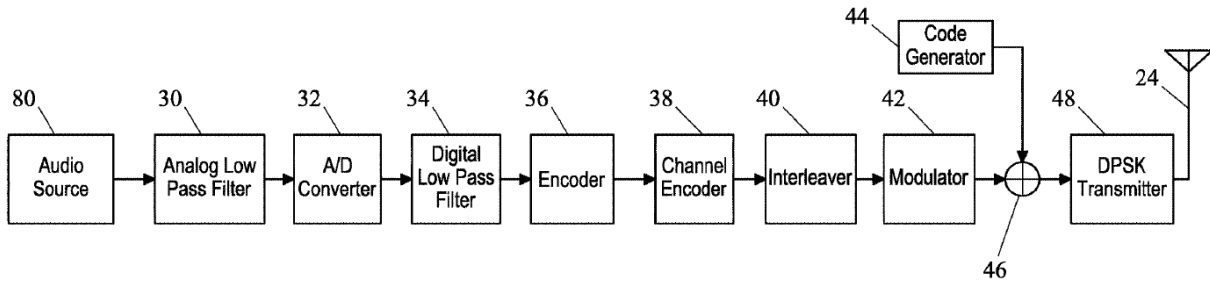 44
Code
Generator
24
80
30
32
34
36
38
40
42
48
Audio
Source
Analog Low
Pass Filter
A/D
Converter
Digital
Low Pass
Filter
Encoder
Channel
Encoder
Interleaver
Modulator
DPSK
Transmitter
46